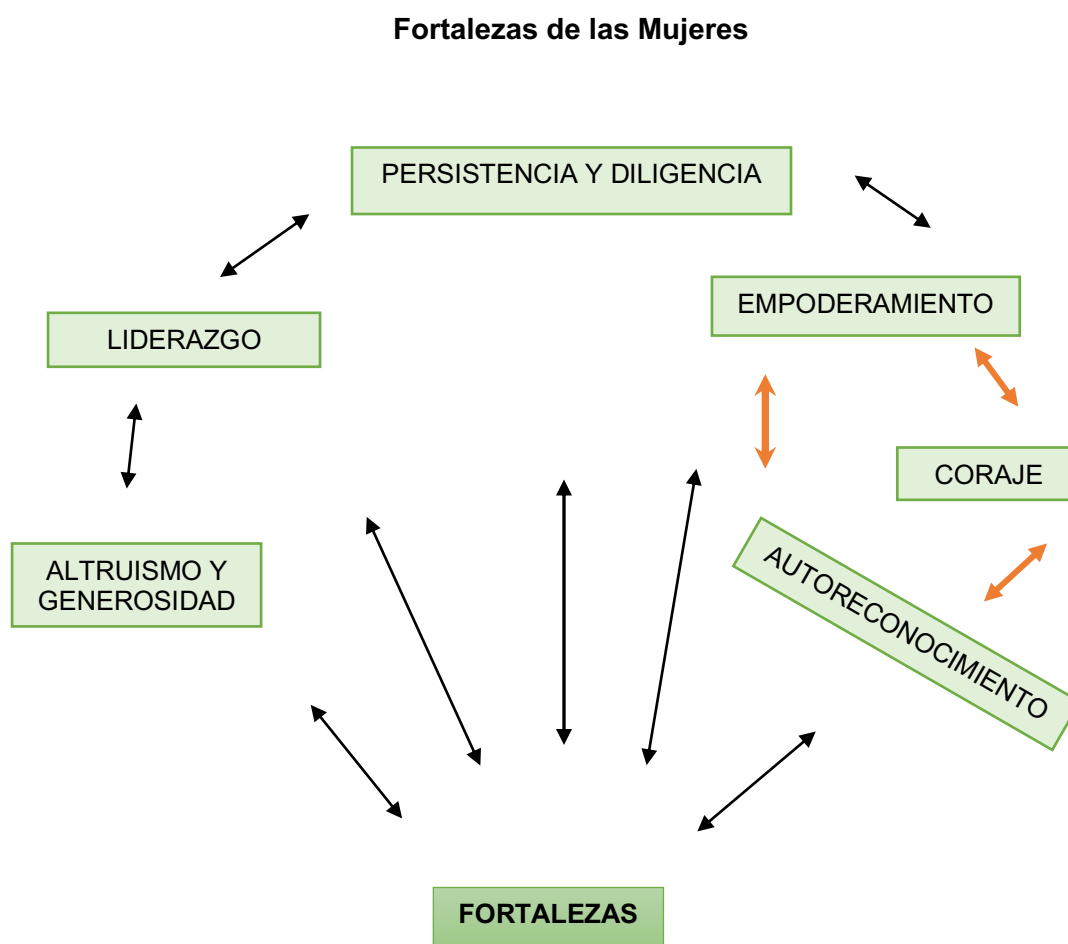 Fortalezas de las Mujeres
PERSISTENCIA Y DILIGENCIA
EMPODERAMIENTO
LIDERAZGO
CORAJE
ALTRUISMO Y
GENEROSIDAD
AUTORECONOCIMIENTO
FORTALEZAS